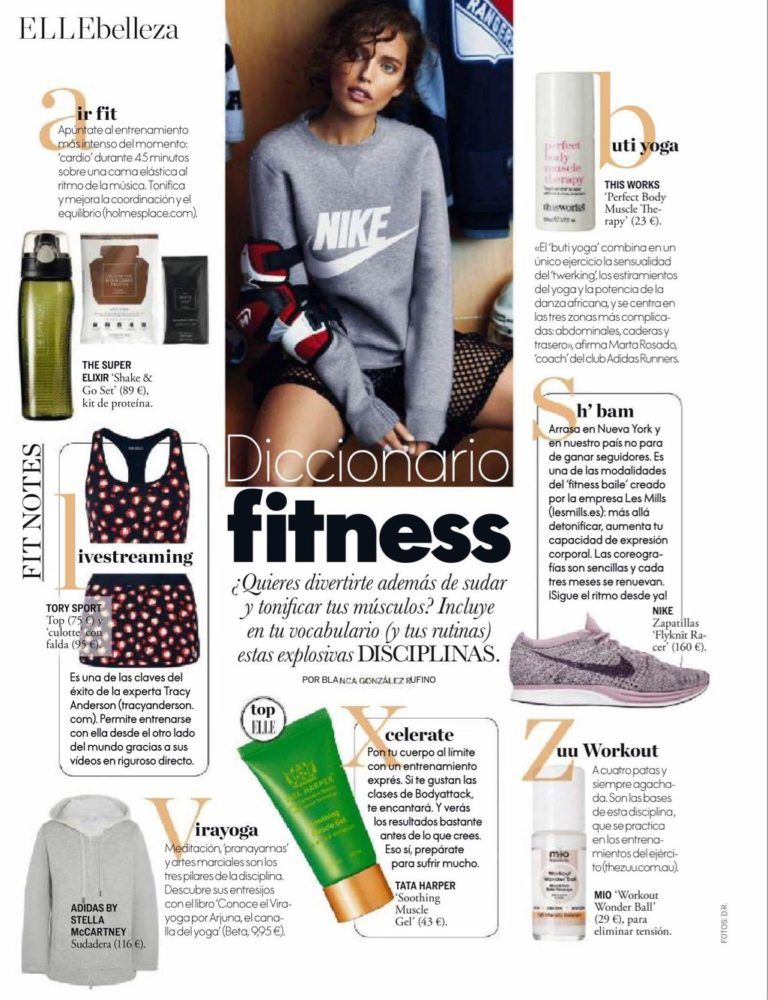 ELLEbelleza
air fit
Apúntate al entrenamiento
más intenso del momento:
‘cardio’ durante 45 minutos
sobre una cama elástica al
ritmo de la música. Tonifica
y mejora la coordinación y el
equilibrio (holmesplace.com).
THE SUPER
ELIXIR ‘Shake &
Go Set’ (89 €),
kit de proteína.
RANGERS
NIKE
buti yoga
perfect
body
muscle
therapy
thisworks
THIS WORKS
‘Perfect Body
Muscle The-
rapy’ (23 €).
«El ‘buti yoga’ combina en un
único ejercicio la sensualidad
del ‘twerking’, los estiramientos
del yoga y la potencia de la
danza africana, y se centra en
las tres zonas más complica-
das: abdominales, caderas y
trasero», afirma Marta Rosado,
‘coach’ del club Adidas Runners.
Diccionario
fitness
¿Quieres divertirte además de sudar
y tonificar tus músculos? Incluye
en tu vocabulario (y tus rutinas)
estas explosivas DISCIPLINAS.
POR BLANCA GONZÁLEZ RUFINO
FIT NOTES
livestreaming
TORY SPORT
Top (75 €) y
‘culotte’ con
falda (95 €).
Es una de las claves del
éxito de la experta Tracy
Anderson (tracyanderson.
com). Permite entrenarse
con ella desde el otro lado
del mundo gracias a sus
vídeos en riguroso directo.
Sh’ bam
Arrasa en Nueva York y
en nuestro país no para
de ganar seguidores. Es
una de las modalidades
del ‘fitness baile’ creado
por la empresa Les Mills
(lesmills.es): más allá
detonificar, aumenta tu
capacidad de expresión
corporal. Las coreogra-
fías son sencillas y cada
tres meses se renuevan.
¡Sigue el ritmo desde ya!
NIKE
Zapatillas
‘Flyknit Ra-
cer’ (160 €).
Virayoga
Meditación, ‘pranayamas’
y artes marciales son los
tres pilares de la disciplina.
Descubre sus entresijos
con el libro ‘Conoce el Vira-
yoga por Arjuna, el cana-
lla del yoga’ (Beta, 9,95 €).
ADIDAS BY
STELLA
McCARTNEY
Sudadera (116 €).
top
ELLE
TATA HARPER
Soothing
Muscle Gel
Xcelerate
Pon tu cuerpo al límite
con un entrenamiento
exprés. Si te gustan las
clases de Bodyattack,
te encantará. Y verás
los resultados bastante
antes de lo que crees.
Eso sí, prepárate
para sufrir mucho.
TATA HARPER
‘Soothing
Muscle
Gel’ (43 €).
Zuu Workout
A cuatro patas y
siempre agacha-
da. Son las bases
de esta disciplina,
que se practica
en los entrena-
mientos del ejérci-
to (thezuu.com.au).
mio
Workout
Wonder Ball
MIO ‘Workout
Wonder Ball’
(29 €), para
eliminar tensión.
FOTOS: D.R.